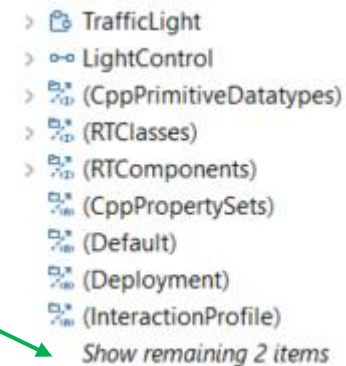 TrafficLight
LightControl
(CppPrimitiveDatatypes)
(RTClasses)
(RTComponents)
(CppPropertySets)
(Default)
(Deployment)
(InteractionProfile)
Show remaining 2 items